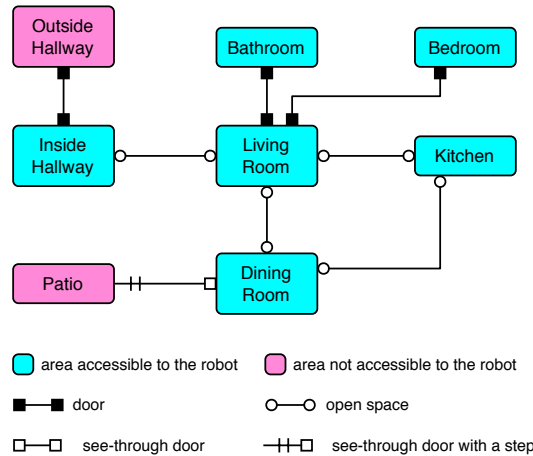 Outside
Hallway
Bathroom
Bedroom
Inside
Hallway
Living
Room
Kitchen
Patio
Dining
Room
area accessible to the robot
area not accessible to the robot
door
open space
see-through door
see-through door with a step